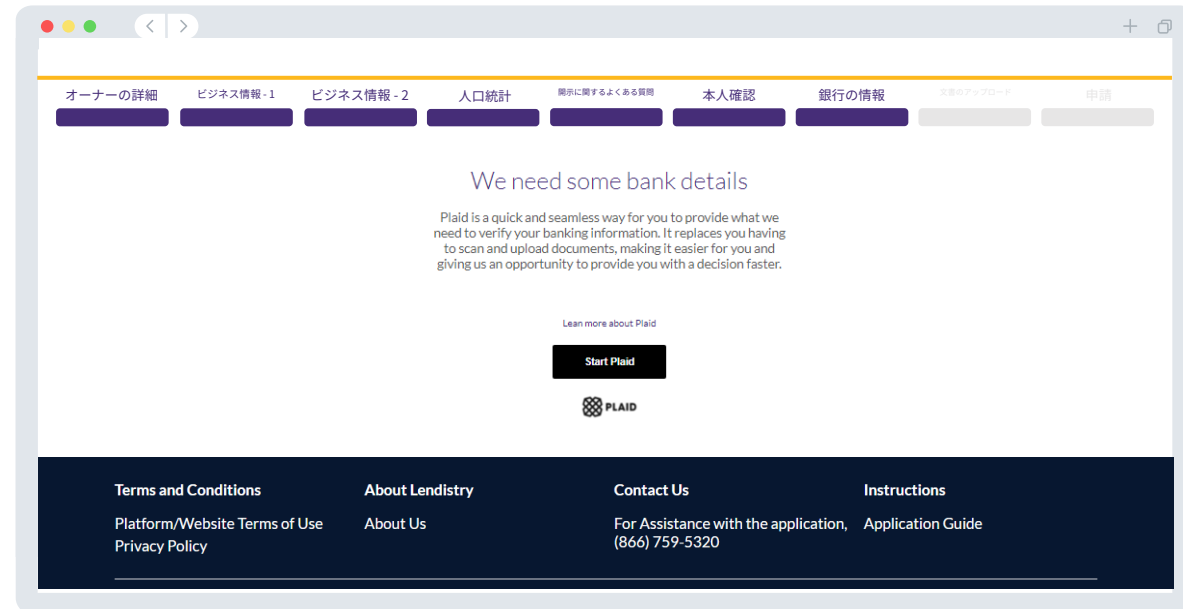 オーナーの詳細
ビジネス情報 - 1
ビジネス情報 - 2
人口統計
開示に関するよくある質問
本人確認
銀行の情報
文書のアップロード
申請
We need some bank details
Plaid is a quick and seamless way for you to provide what we
need to verify your banking information. It replaces you having
to scan and upload documents, making it easier for you and
giving us an opportunity to provide you with a decision faster.
Lean more about Plaid
Start Plaid
PLAID
Terms and Conditions
Platform/Website Terms of Use
Privacy Policy
About Lendistry
About Us
Contact Us
For Assistance with the application,
(866) 759-5320
Instructions
Application Guide